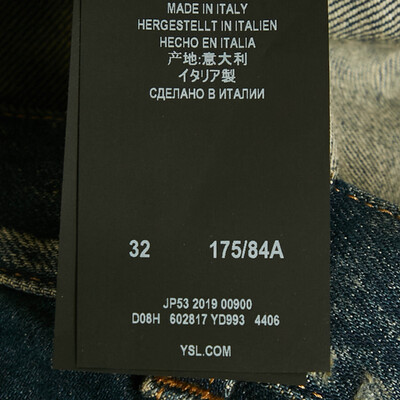 MADE IN ITALY
HERGESTELLT IN ITALIEN
HECHO EN ITALIA
产地:意大利
イタリア製
СДЕЛАНО В ИТАЛИИ
32 175/84A
JP53 2019 00900
D08H 602817 YD993 4406
YSL.COM